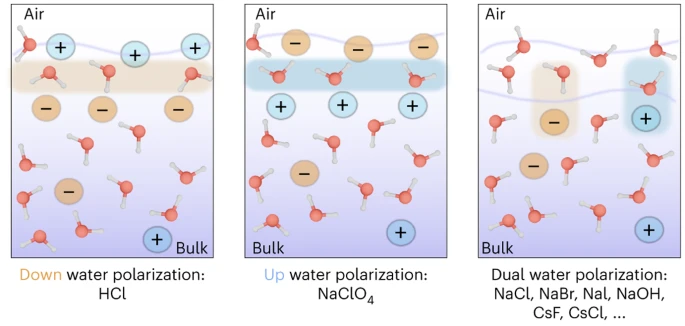 Air
+
+
+
−
−
−
−
+
Bulk
Down water polarization:
HCl
Air
−
−
−
+
+
+
−
+
Bulk
Up water polarization:
NaClO₄
Air
−
+
−
+
Bulk
Dual water polarization:
NaCl, NaBr, NaI, NaOH,
CsF, CsCl, ...